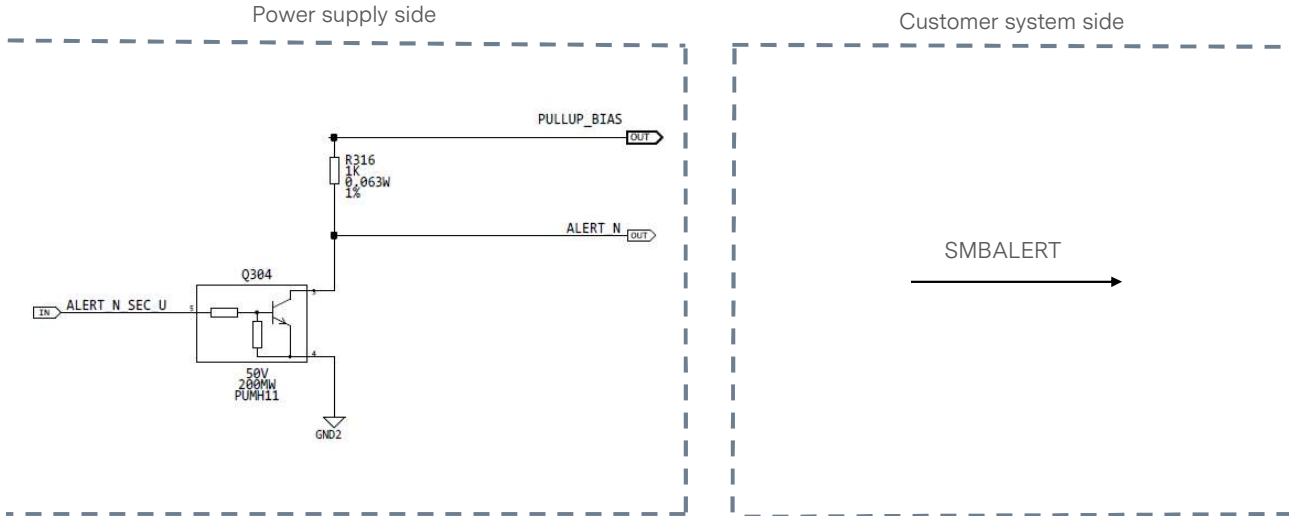 Power supply side
Customer system side
PULLUP_BIAS
OUT
R316
1K
0.063W
1%
ALERT_N
OUT
SMBALERT
Q304
3
IN
ALERT_N_SEC_U
5
4
50V
200MW
PUMH11
GND2